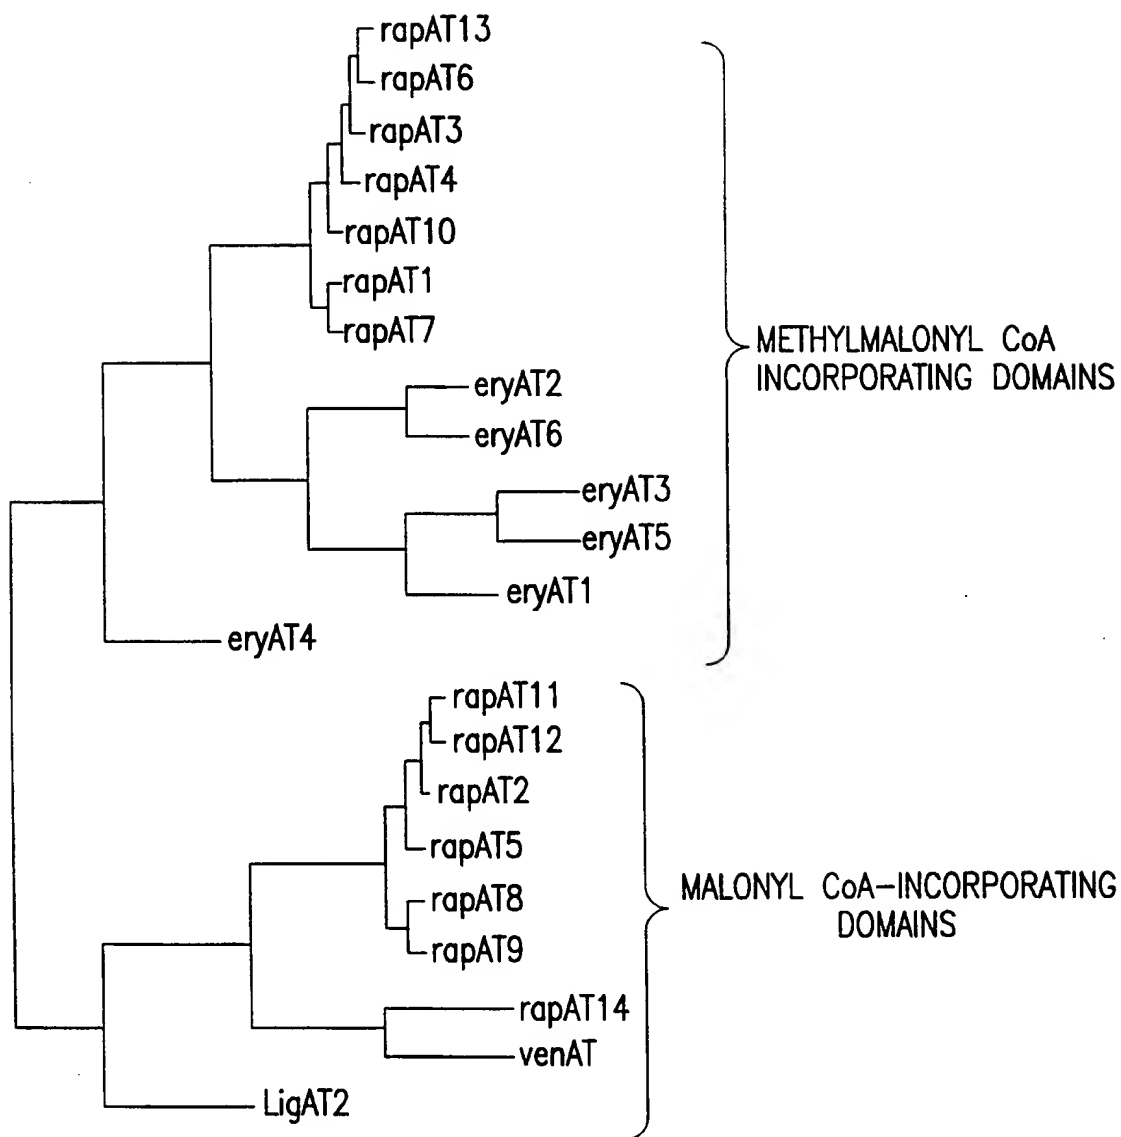 rapAT13
rapAT6
rapAT3
rapAT4
rapAT10
rapAT1
rapAT7
METHYLMALONYL CoA
INCORPORATING DOMAINS
eryAT2
eryAT6
eryAT3
eryAT5
eryAT1
eryAT4
rapAT11
rapAT12
rapAT2
rapAT5
rapAT8
rapAT9
MALONYL CoA-INCORPORATING
DOMAINS
rapAT14
venAT
LigAT2